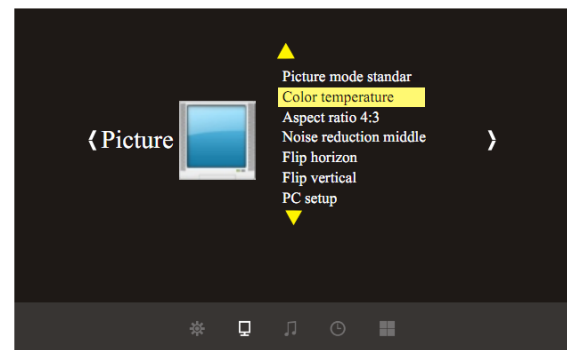 Picture
Picture mode standar
Color temperature
Aspect ratio 4:3
Noise reduction middle
Flip horizon
Flip vertical
PC setup